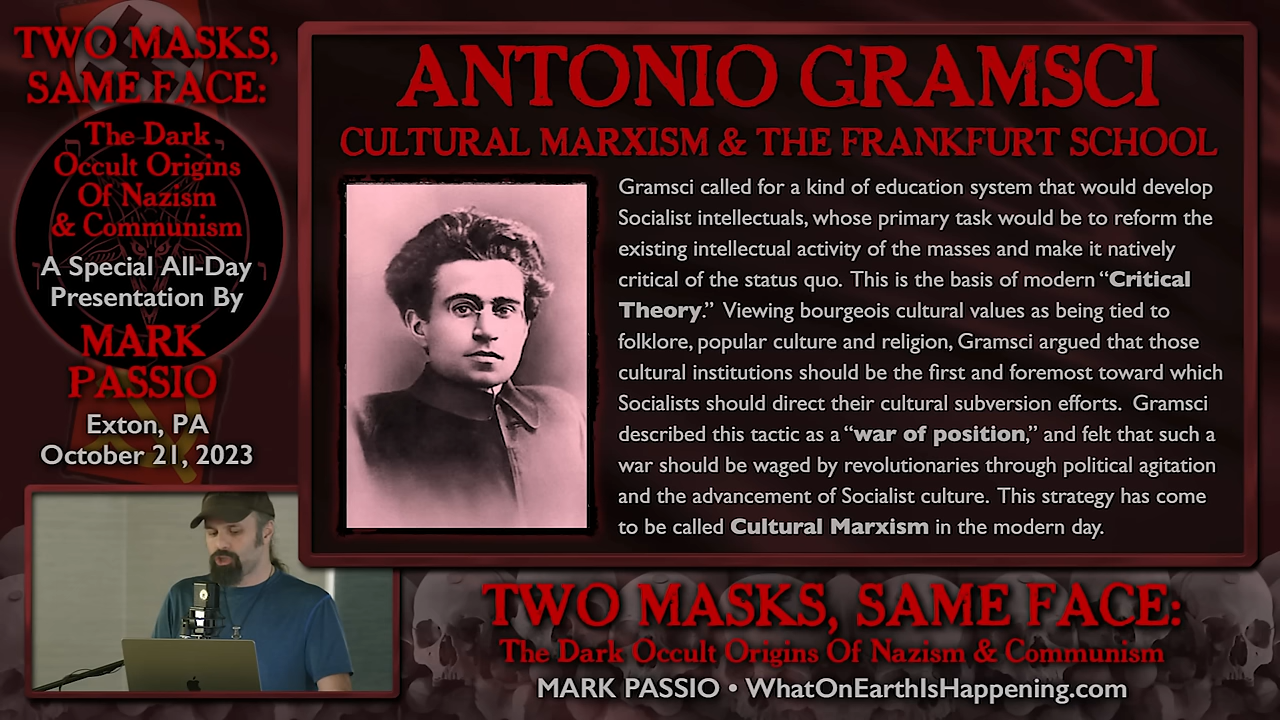 TWO MASKS,
SAME FACE:
The Dark
Occult Origins
Of Nazism
& Communism
A Special All-Day
Presentation By
MARK
PASSIO
Exton, PA
October 21, 2023
ANTONIO GRAMSCI
CULTURAL MARXISM & THE FRANKFURT SCHOOL
Gramsci called for a kind of education system that would develop
Socialist intellectuals, whose primary task would be to reform the
existing intellectual activity of the masses and make it natively
critical of the status quo. This is the basis of modern “Critical
Theory.” Viewing bourgeois cultural values as being tied to
folklore, popular culture and religion, Gramsci argued that those
cultural institutions should be the first and foremost toward which
Socialists should direct their cultural subversion efforts. Gramsci
described this tactic as a “war of position,” and felt that such a
war should be waged by revolutionaries through political agitation
and the advancement of Socialist culture. This strategy has come
to be called Cultural Marxism in the modern day.
TWO MASKS, SAME FACE:
The Dark Occult Origins Of Nazism & Communism
MARK PASSIO • WhatOnEarthIsHappening.com